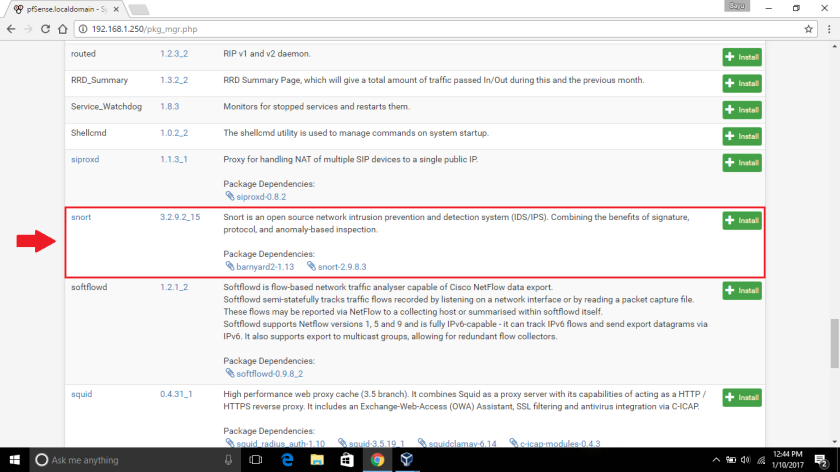 pfSense.localdomain - Sy
Bayu
192.168.1.250/pkg_mgr.php
routed 1.2.3_2 RIP v1 and v2 daemon. Install
RRD_Summary 1.3.2_2 RRD Summary Page, which will give a total amount of traffic passed In/Out during this and the previous month. Install
Service_Watchdog 1.8.3 Monitors for stopped services and restarts them. Install
Shellcmd 1.0.2_2 The shellcmd utility is used to manage commands on system startup. Install
siproxd 1.1.3_1 Proxy for handling NAT of multiple SIP devices to a single public IP. Install
Package Dependencies:
siproxd-0.8.2
snort 3.2.9.2_15 Snort is an open source network intrusion prevention and detection system (IDS/IPS). Combining the benefits of signature, Install
protocol, and anomaly-based inspection.
Package Dependencies:
barnyard2-1.13 snort-2.9.8.3
softflowd 1.2.1_2 Softflowd is flow-based network traffic analyser capable of Cisco NetFlow data export. Install
Softflowd semi-statefully tracks traffic flows recorded by listening on a network interface or by reading a packet capture file.
These flows may be reported via NetFlow to a collecting host or summarised within softflowd itself.
Softflowd supports Netflow versions 1, 5 and 9 and is fully IPv6-capable - it can track IPv6 flows and send export datagrams via
IPv6. It also supports export to multicast groups, allowing for redundant flow collectors.
Package Dependencies:
softflowd-0.9.8_2
squid 0.4.31_1 High performance web proxy cache (3.5 branch). It combines Squid as a proxy server with its capabilities of acting as a HTTP / Install
HTTPS reverse proxy. It includes an Exchange-Web-Access (OWA) Assistant, SSL filtering and antivirus integration via C-ICAP.
Package Dependencies:
squid_radius_auth-1.10 squid-3.5.19_1 squidclamav-6.14 c-icap-modules-0.4.3
Ask me anything
12:44 PM
1/10/2017
2